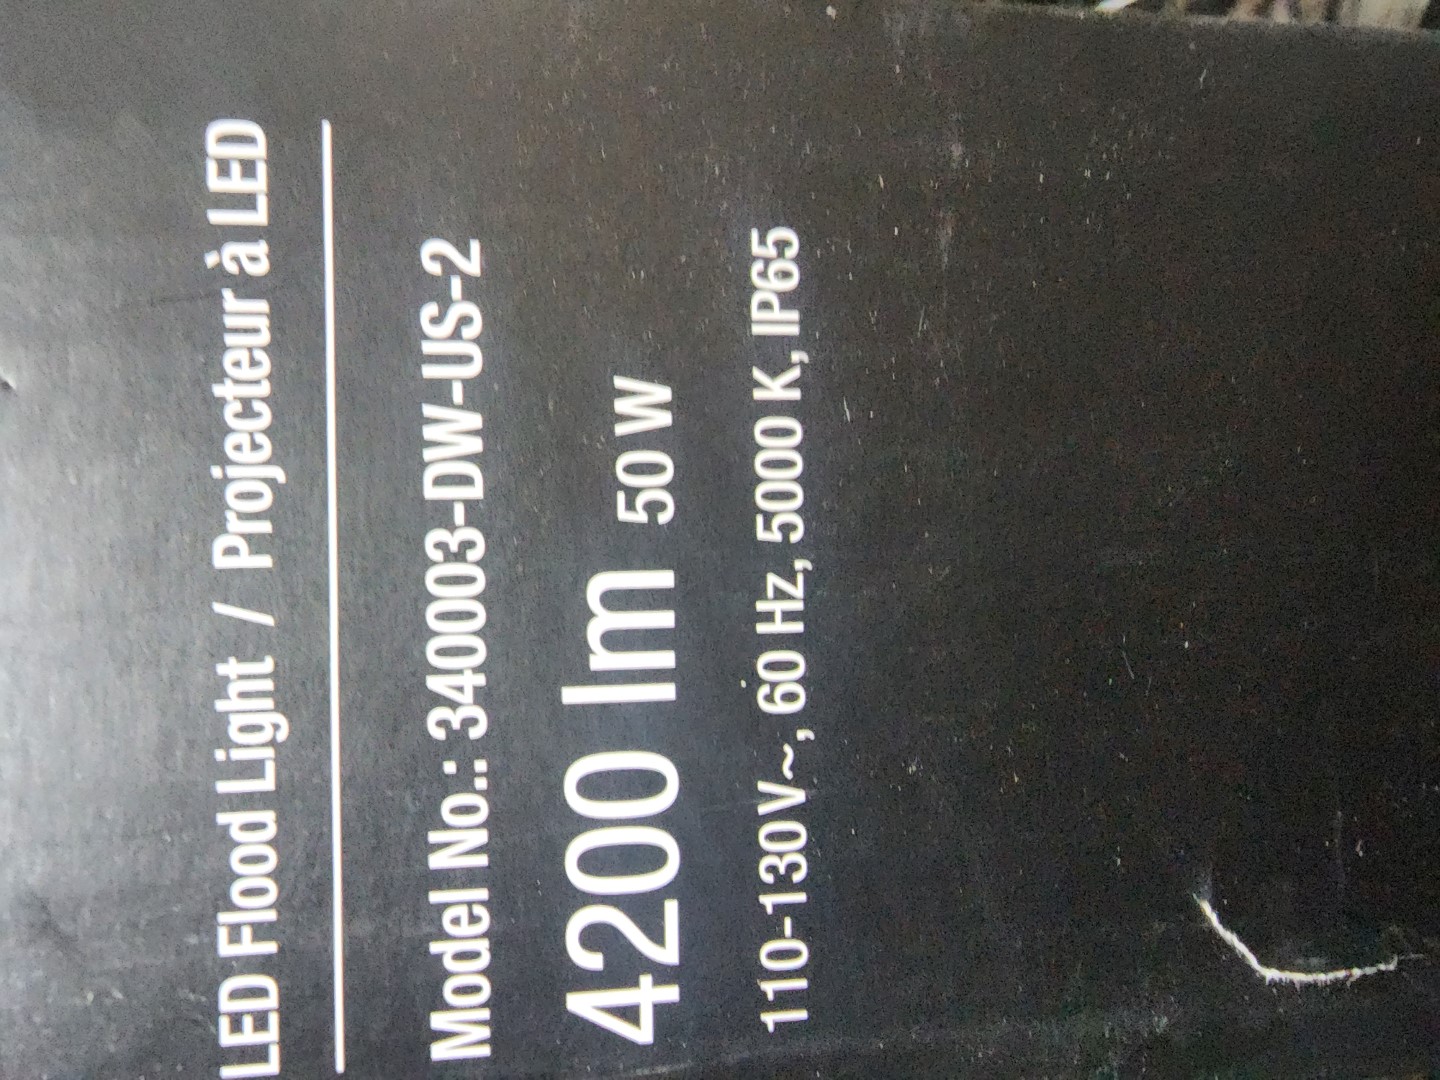 LED Flood Light / Projecteur à LED
Model No.: 340003-DW-US-2
4200 lm 50 W
110-130V~, 60 Hz, 5000 K, IP65